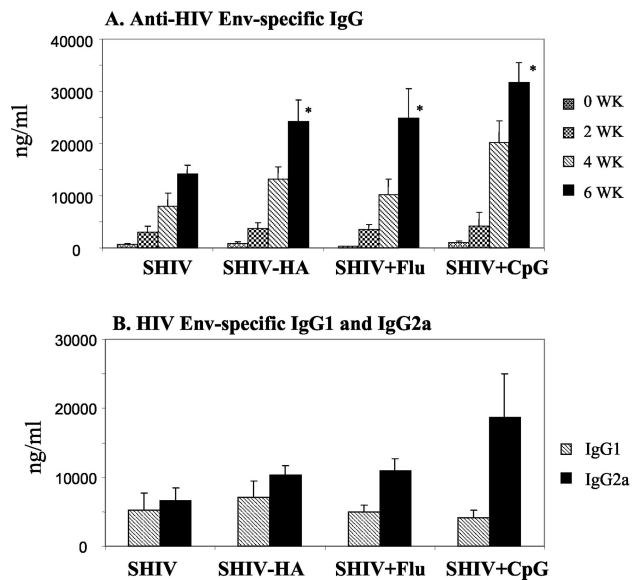 A. Anti-HIV Env-specific IgG
ng/ml
40000
30000
20000
10000
0
*
*
*
SHIV
SHIV-HA
SHIV+Flu
SHIV+CpG
0 WK
2 WK
4 WK
6 WK
B. HIV Env-specific IgG1 and IgG2a
ng/ml
30000
20000
10000
0
SHIV
SHIV-HA
SHIV+Flu
SHIV+CpG
IgG1
IgG2a